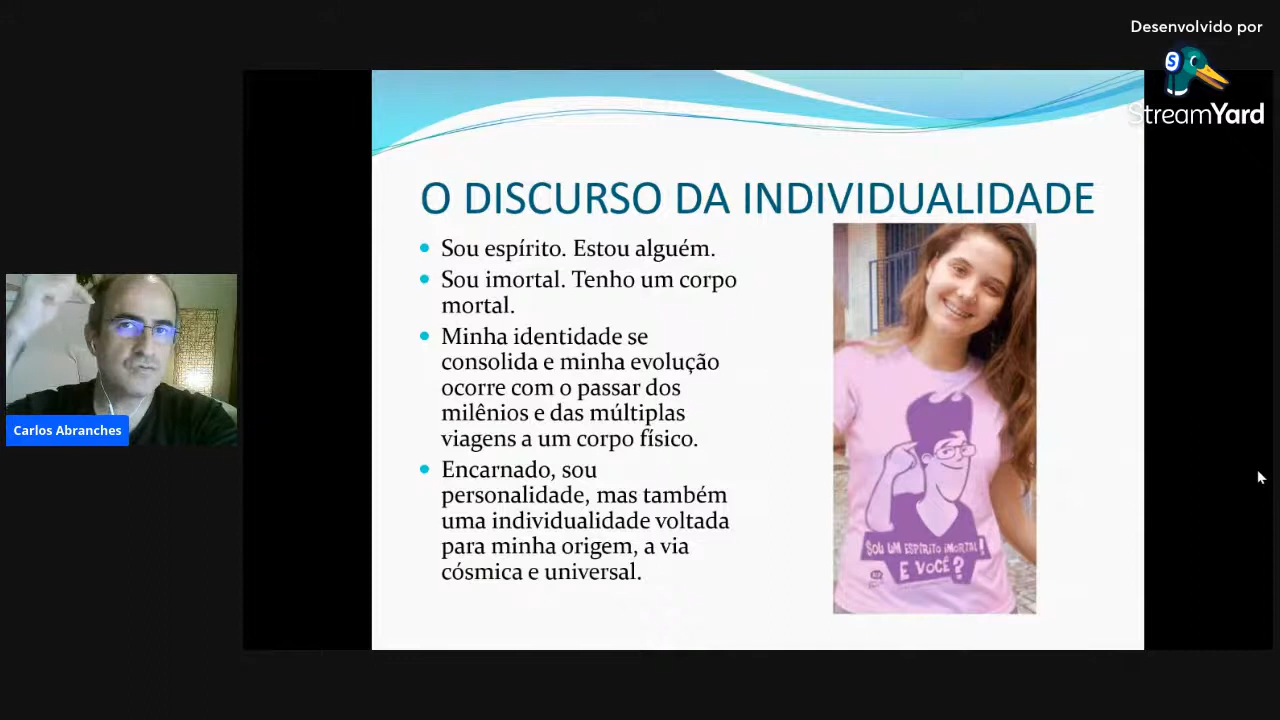 Desenvolvido por
S
StreamYard
O DISCURSO DA INDIVIDUALIDADE
Sou espírito. Estou alguém.
Sou imortal. Tenho um corpo
mortal.
Minha identidade se
consolida e minha evolução
ocorre com o passar dos
milênios e das múltiplas
viagens a um corpo físico.
Encarnado, sou
personalidade, mas também
uma individualidade voltada
para minha origem, a via
cósmica e universal.
SOU UM ESPÍRITO IMORTAL!
E VOCÊ?
Carlos Abranches